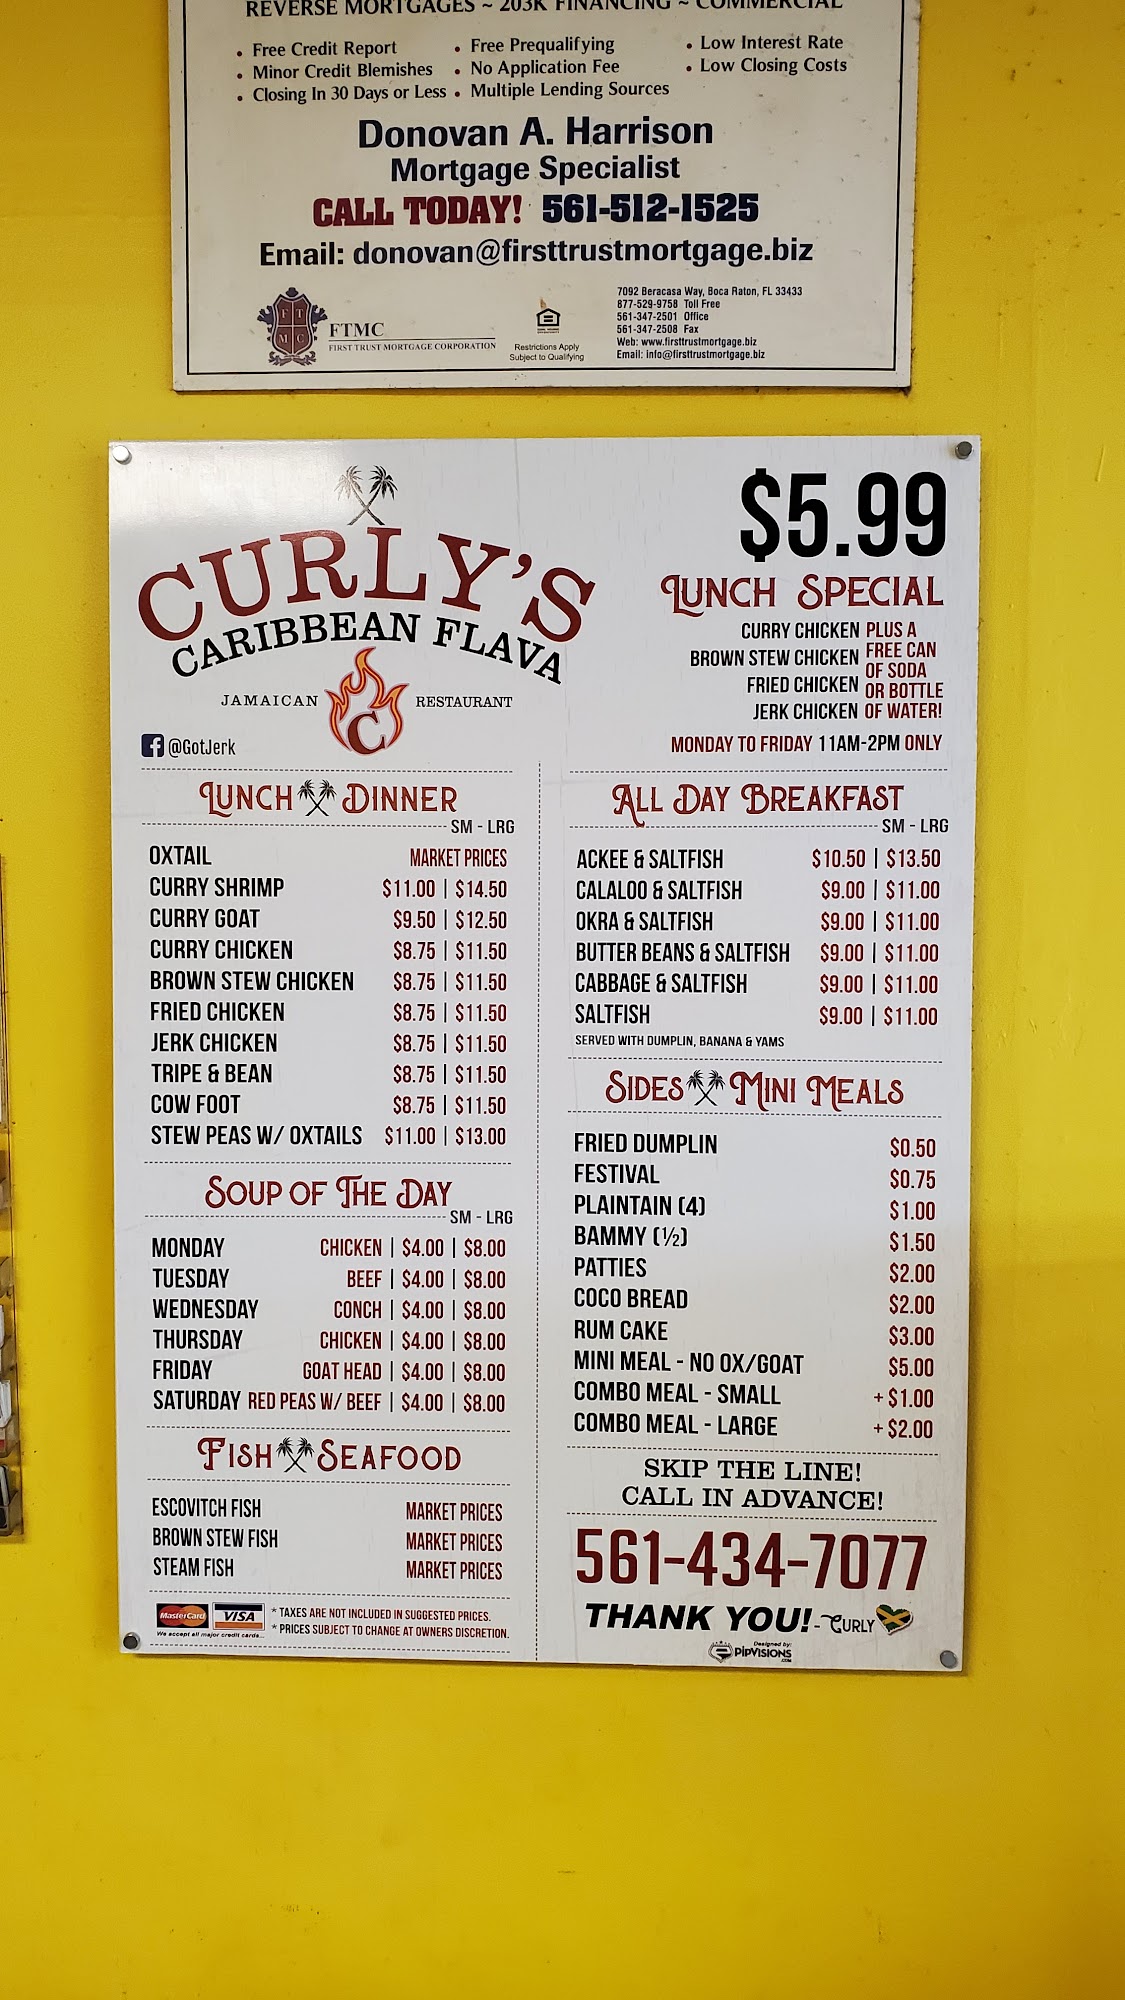 REVERSE MORTGAGES ~ 203K FINANCING ~ COMMERCIAL
• Free Credit Report • Free Prequalifying • Low Interest Rate
• Minor Credit Blemishes • No Application Fee • Low Closing Costs
• Closing In 30 Days or Less • Multiple Lending Sources
Donovan A. Harrison
Mortgage Specialist
CALL TODAY! 561-512-1525
Email: donovan@firsttrustmortgage.biz
F T
M C
FTMC
FIRST TRUST MORTGAGE CORPORATION
Restrictions Apply
Subject to Qualifying
7092 Beracasa Way, Boca Raton, FL 33433
877-529-9758 Toll Free
561-347-2501 Office
561-347-2508 Fax
Web: www.firsttrustmortgage.biz
Email: info@firsttrustmortgage.biz
CURLY'S
CARIBBEAN FLAVA
JAMAICAN C RESTAURANT
f @GotJerk
$5.99
LUNCH SPECIAL
CURRY CHICKEN
BROWN STEW CHICKEN
FRIED CHICKEN
JERK CHICKEN
PLUS A
FREE CAN
OF SODA
OR BOTTLE
OF WATER!
MONDAY TO FRIDAY 11AM-2PM ONLY
LUNCH DINNER
SM - LRG
OXTAIL MARKET PRICES
CURRY SHRIMP $11.00 | $14.50
CURRY GOAT $9.50 | $12.50
CURRY CHICKEN $8.75 | $11.50
BROWN STEW CHICKEN $8.75 | $11.50
FRIED CHICKEN $8.75 | $11.50
JERK CHICKEN $8.75 | $11.50
TRIPE & BEAN $8.75 | $11.50
COW FOOT $8.75 | $11.50
STEW PEAS W/ OXTAILS $11.00 | $13.00
SOUP OF THE DAY
SM - LRG
MONDAY CHICKEN | $4.00 | $8.00
TUESDAY BEEF | $4.00 | $8.00
WEDNESDAY CONCH | $4.00 | $8.00
THURSDAY CHICKEN | $4.00 | $8.00
FRIDAY GOAT HEAD | $4.00 | $8.00
SATURDAY RED PEAS W/ BEEF | $4.00 | $8.00
FISH SEAFOOD
ESCOVITCH FISH MARKET PRICES
BROWN STEW FISH MARKET PRICES
STEAM FISH MARKET PRICES
MasterCard VISA
We accept all major credit cards...
* TAXES ARE NOT INCLUDED IN SUGGESTED PRICES.
* PRICES SUBJECT TO CHANGE AT OWNERS DISCRETION.
ALL DAY BREAKFAST
SM - LRG
ACKEE & SALTFISH $10.50 | $13.50
CALALOO & SALTFISH $9.00 | $11.00
OKRA & SALTFISH $9.00 | $11.00
BUTTER BEANS & SALTFISH $9.00 | $11.00
CABBAGE & SALTFISH $9.00 | $11.00
SALTFISH $9.00 | $11.00
SERVED WITH DUMPLIN, BANANA & YAMS
SIDES MINI MEALS
FRIED DUMPLIN $0.50
FESTIVAL $0.75
PLAINTAIN (4) $1.00
BAMMY (½) $1.50
PATTIES $2.00
COCO BREAD $2.00
RUM CAKE $3.00
MINI MEAL - NO OX/GOAT $5.00
COMBO MEAL - SMALL + $1.00
COMBO MEAL - LARGE + $2.00
SKIP THE LINE!
CALL IN ADVANCE!
561-434-7077
THANK YOU! - CURLY
Designed by:
PIPVISIONS
.COM